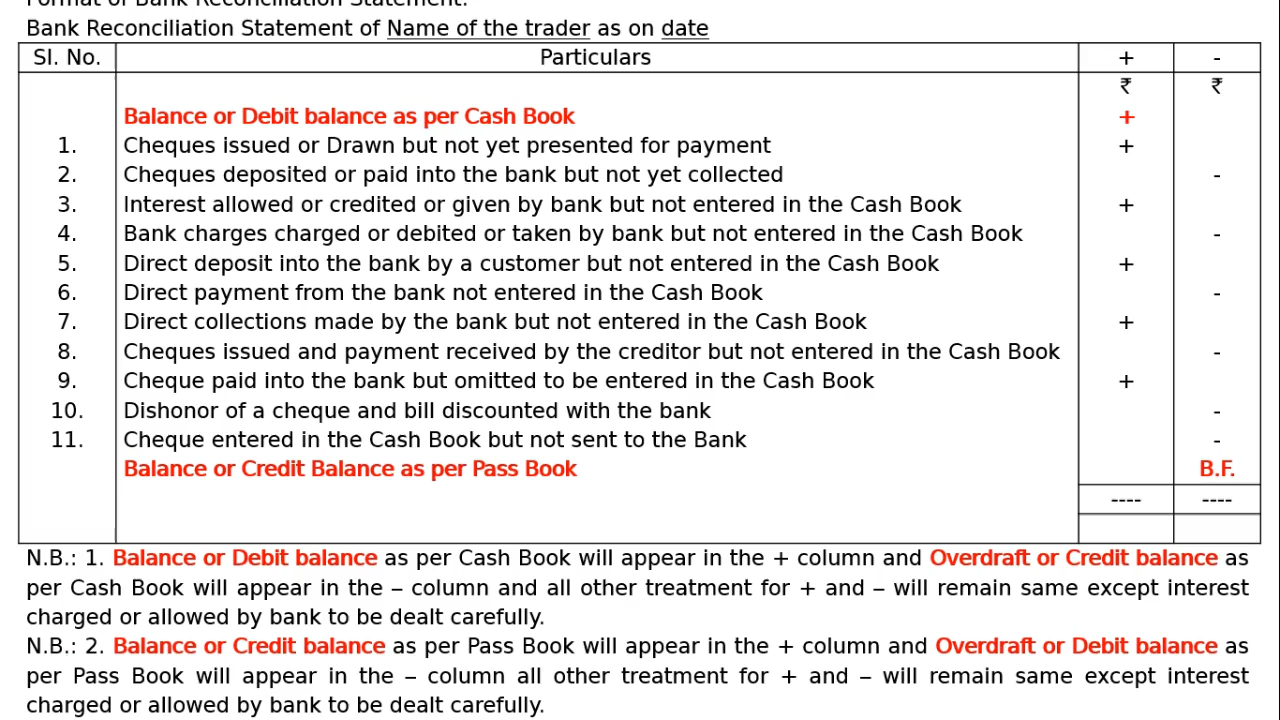 Format of Bank Reconciliation Statement.
Bank Reconciliation Statement of Name of the trader as on date
Sl. No. Particulars + -
₹ ₹
Balance or Debit balance as per Cash Book +
1. Cheques issued or Drawn but not yet presented for payment +
2. Cheques deposited or paid into the bank but not yet collected -
3. Interest allowed or credited or given by bank but not entered in the Cash Book +
4. Bank charges charged or debited or taken by bank but not entered in the Cash Book -
5. Direct deposit into the bank by a customer but not entered in the Cash Book +
6. Direct payment from the bank not entered in the Cash Book -
7. Direct collections made by the bank but not entered in the Cash Book +
8. Cheques issued and payment received by the creditor but not entered in the Cash Book -
9. Cheque paid into the bank but omitted to be entered in the Cash Book +
10. Dishonor of a cheque and bill discounted with the bank -
11. Cheque entered in the Cash Book but not sent to the Bank -
Balance or Credit Balance as per Pass Book B.F.
---- ----
N.B.: 1. Balance or Debit balance as per Cash Book will appear in the + column and Overdraft or Credit balance as
per Cash Book will appear in the – column and all other treatment for + and – will remain same except interest
charged or allowed by bank to be dealt carefully.
N.B.: 2. Balance or Credit balance as per Pass Book will appear in the + column and Overdraft or Debit balance as
per Pass Book will appear in the – column all other treatment for + and – will remain same except interest
charged or allowed by bank to be dealt carefully.